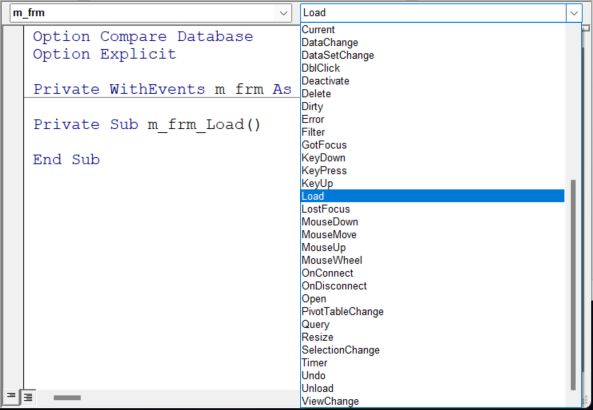 m_frm
Load
Option Compare Database
Option Explicit
Private WithEvents m_frm As
Private Sub m_frm_Load()
End Sub
Current
DataChange
DataSetChange
DblClick
Deactivate
Delete
Dirty
Error
Filter
GotFocus
KeyDown
KeyPress
KeyUp
Load
LostFocus
MouseDown
MouseMove
MouseUp
MouseWheel
OnConnect
OnDisconnect
Open
PivotTableChange
Query
Resize
SelectionChange
Timer
Undo
Unload
ViewChange